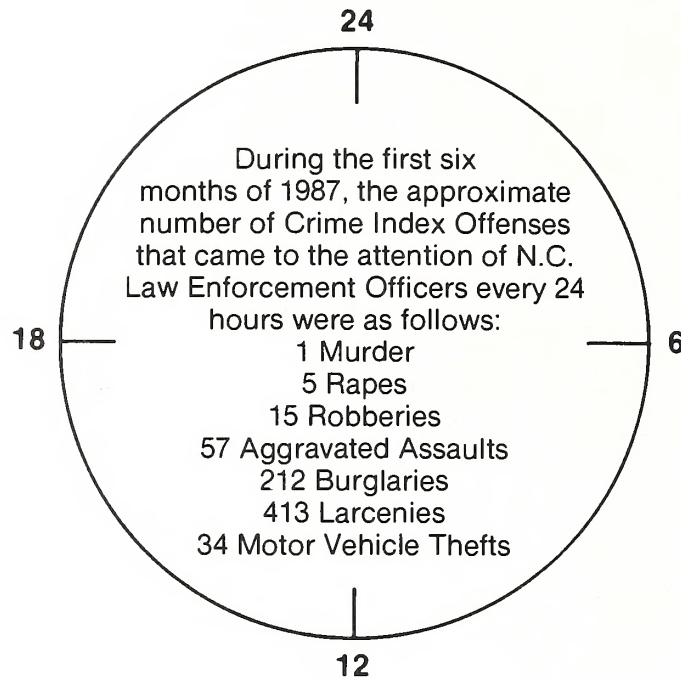 24
During the first six
months of 1987, the approximate
number of Crime Index Offenses
that came to the attention of N.C.
Law Enforcement Officers every 24
hours were as follows:
18
6
1 Murder
5 Rapes
15 Robberies
57 Aggravated Assaults
212 Burglaries
413 Larcenies
34 Motor Vehicle Thefts
12